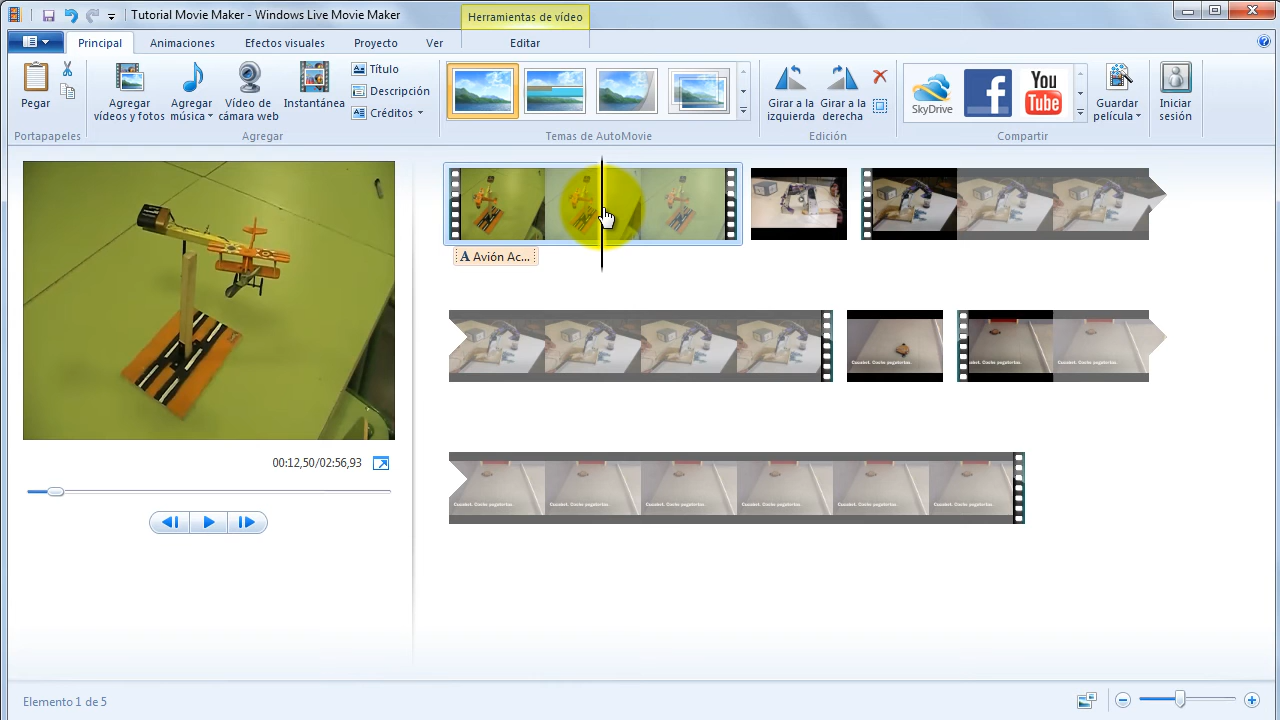 Tutorial Movie Maker - Windows Live Movie Maker
Herramientas de vídeo
Principal
Animaciones
Efectos visuales
Proyecto
Ver
Editar
Pegar
Portapapeles
Agregar vídeos y fotos
Agregar música
Vídeo de cámara web
Instantánea
Título
Descripción
Créditos
Agregar
Temas de AutoMovie
Girar a la izquierda
Girar a la derecha
Edición
SkyDrive
f
You Tube
Compartir
Guardar película
Iniciar sesión
A Avión Ac...
00:12,50/02:56,93
Elemento 1 de 5